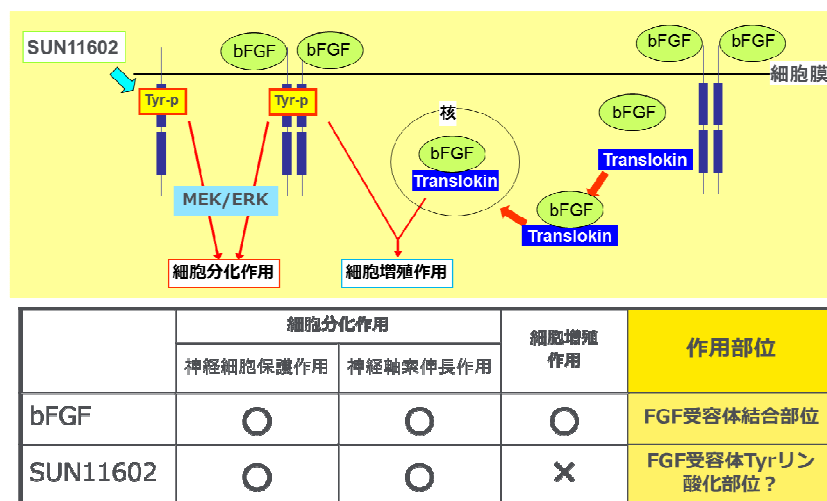 SUN11602
bFGF
bFGF
bFGF
bFGF
細胞膜
Tyr-p
Tyr-p
核
bFGF
bFGF
Translokin
Translokin
bFGF
Translokin
MEK/ERK
細胞分化作用
細胞増殖作用
細胞分化作用
細胞増殖
作用
作用部位
神経細胞保護作用
神経軸索伸長作用
bFGF
○
○
○
FGF受容体結合部位
SUN11602
○
○
×
FGF受容体Tyrリン
酸化部位？